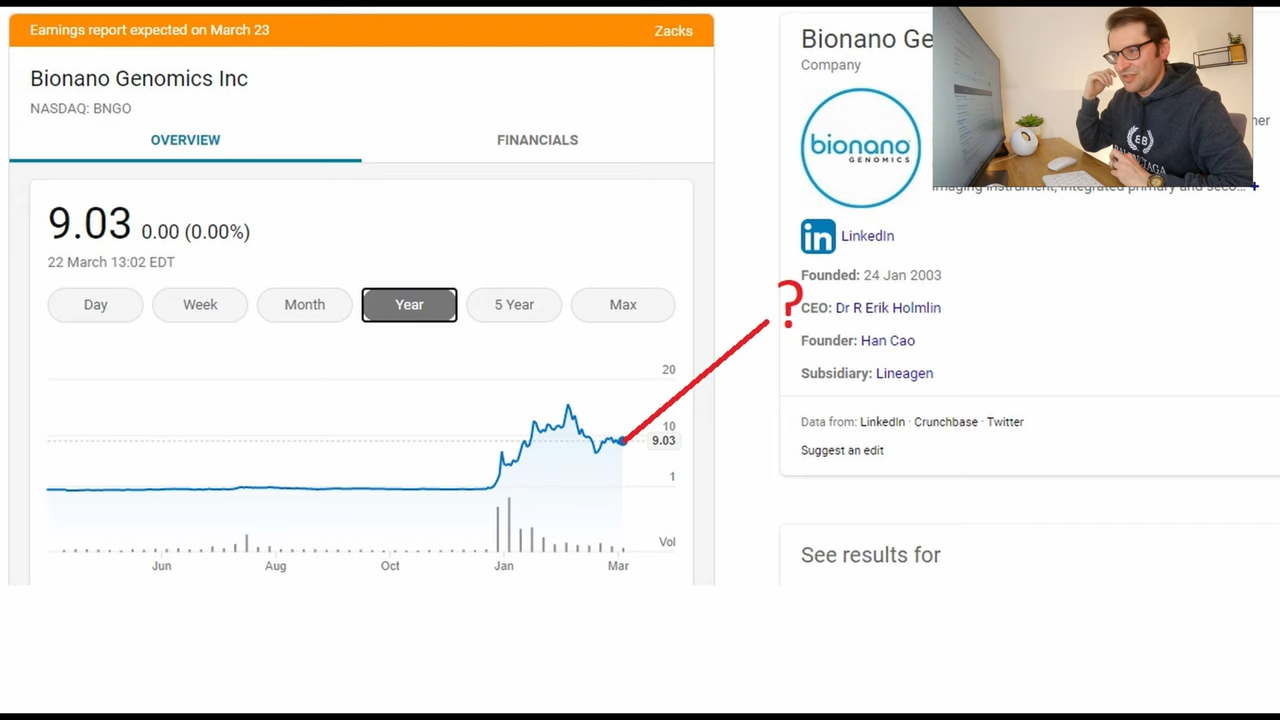 Earnings report expected on March 23
Zacks
Bionano Genomics Inc
NASDAQ: BNGO
OVERVIEW
FINANCIALS
9.03 0.00 (0.00%)
22 March 13:02 EDT
Day
Week
Month
Year
5 Year
Max
20
10
9.03
1
Vol
Jun
Aug
Oct
Jan
Mar
?
Bionano Ge
Company
bionano
GENOMICS
in
LinkedIn
Founded: 24 Jan 2003
CEO: Dr R Erik Holmlin
Founder: Han Cao
Subsidiary: Lineagen
Data from: LinkedIn · Crunchbase · Twitter
Suggest an edit
See results for